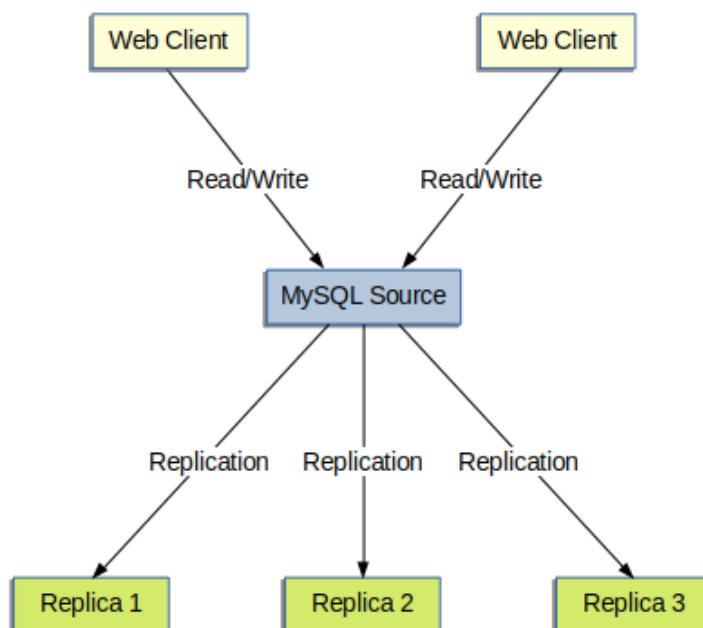 Web Client
Web Client
Read/Write
Read/Write
MySQL Source
Replication
Replication
Replication
Replica 1
Replica 2
Replica 3